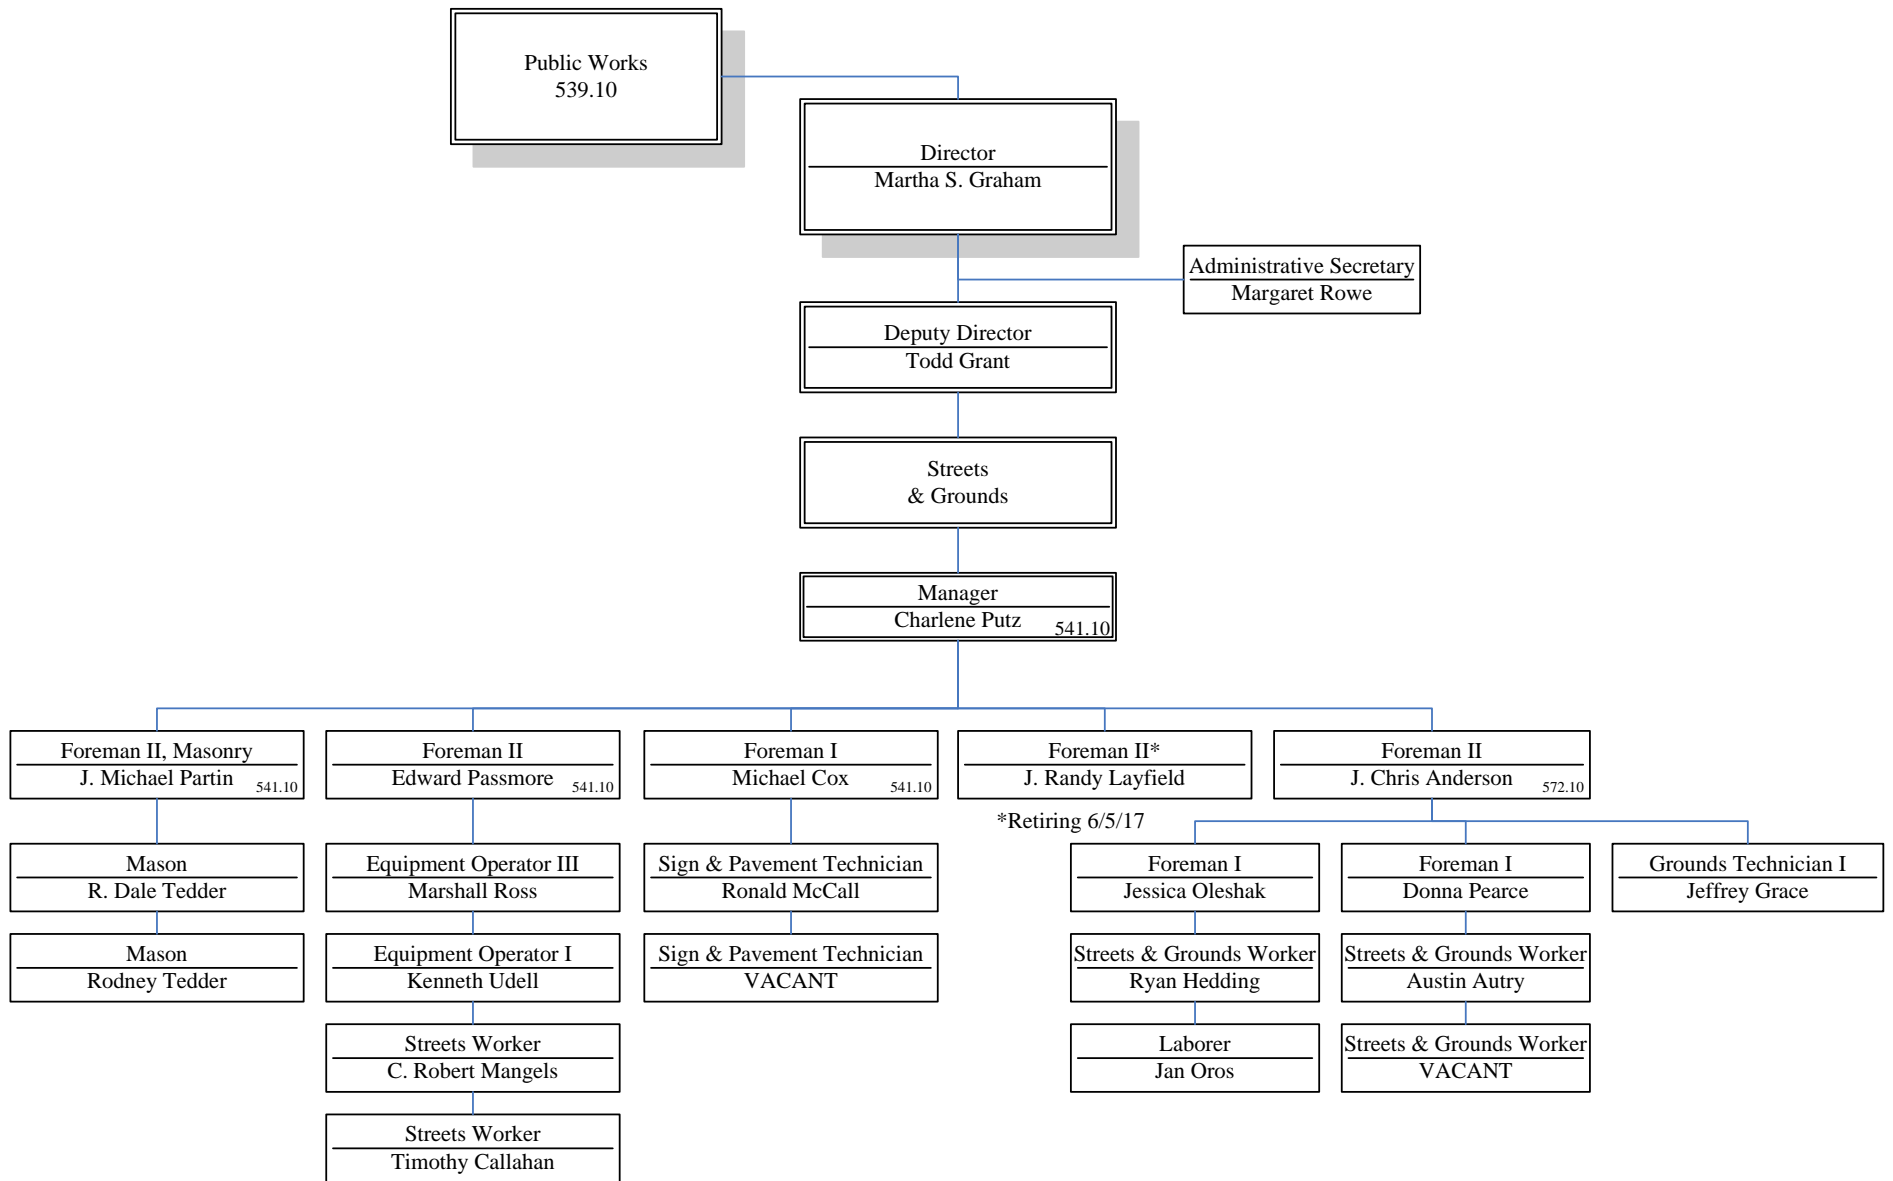 Public Works
539.10
Director
Martha S. Graham
Administrative Secretary
Margaret Rowe
Deputy Director
Todd Grant
Streets
& Grounds
Manager
Charlene Putz
541.10
Foreman II, Masonry
J. Michael Partin
541.10
Foreman II
Edward Passmore
541.10
Foreman I
Michael Cox
541.10
Foreman II*
J. Randy Layfield
*Retiring 6/5/17
Foreman II
J. Chris Anderson
572.10
Mason
R. Dale Tedder
Equipment Operator III
Marshall Ross
Sign & Pavement Technician
Ronald McCall
Foreman I
Jessica Oleshak
Foreman I
Donna Pearce
Grounds Technician I
Jeffrey Grace
Mason
Rodney Tedder
Equipment Operator I
Kenneth Udell
Sign & Pavement Technician
VACANT
Streets & Grounds Worker
Ryan Hedding
Streets & Grounds Worker
Austin Autry
Streets Worker
C. Robert Mangels
Laborer
Jan Oros
Streets & Grounds Worker
VACANT
Streets Worker
Timothy Callahan